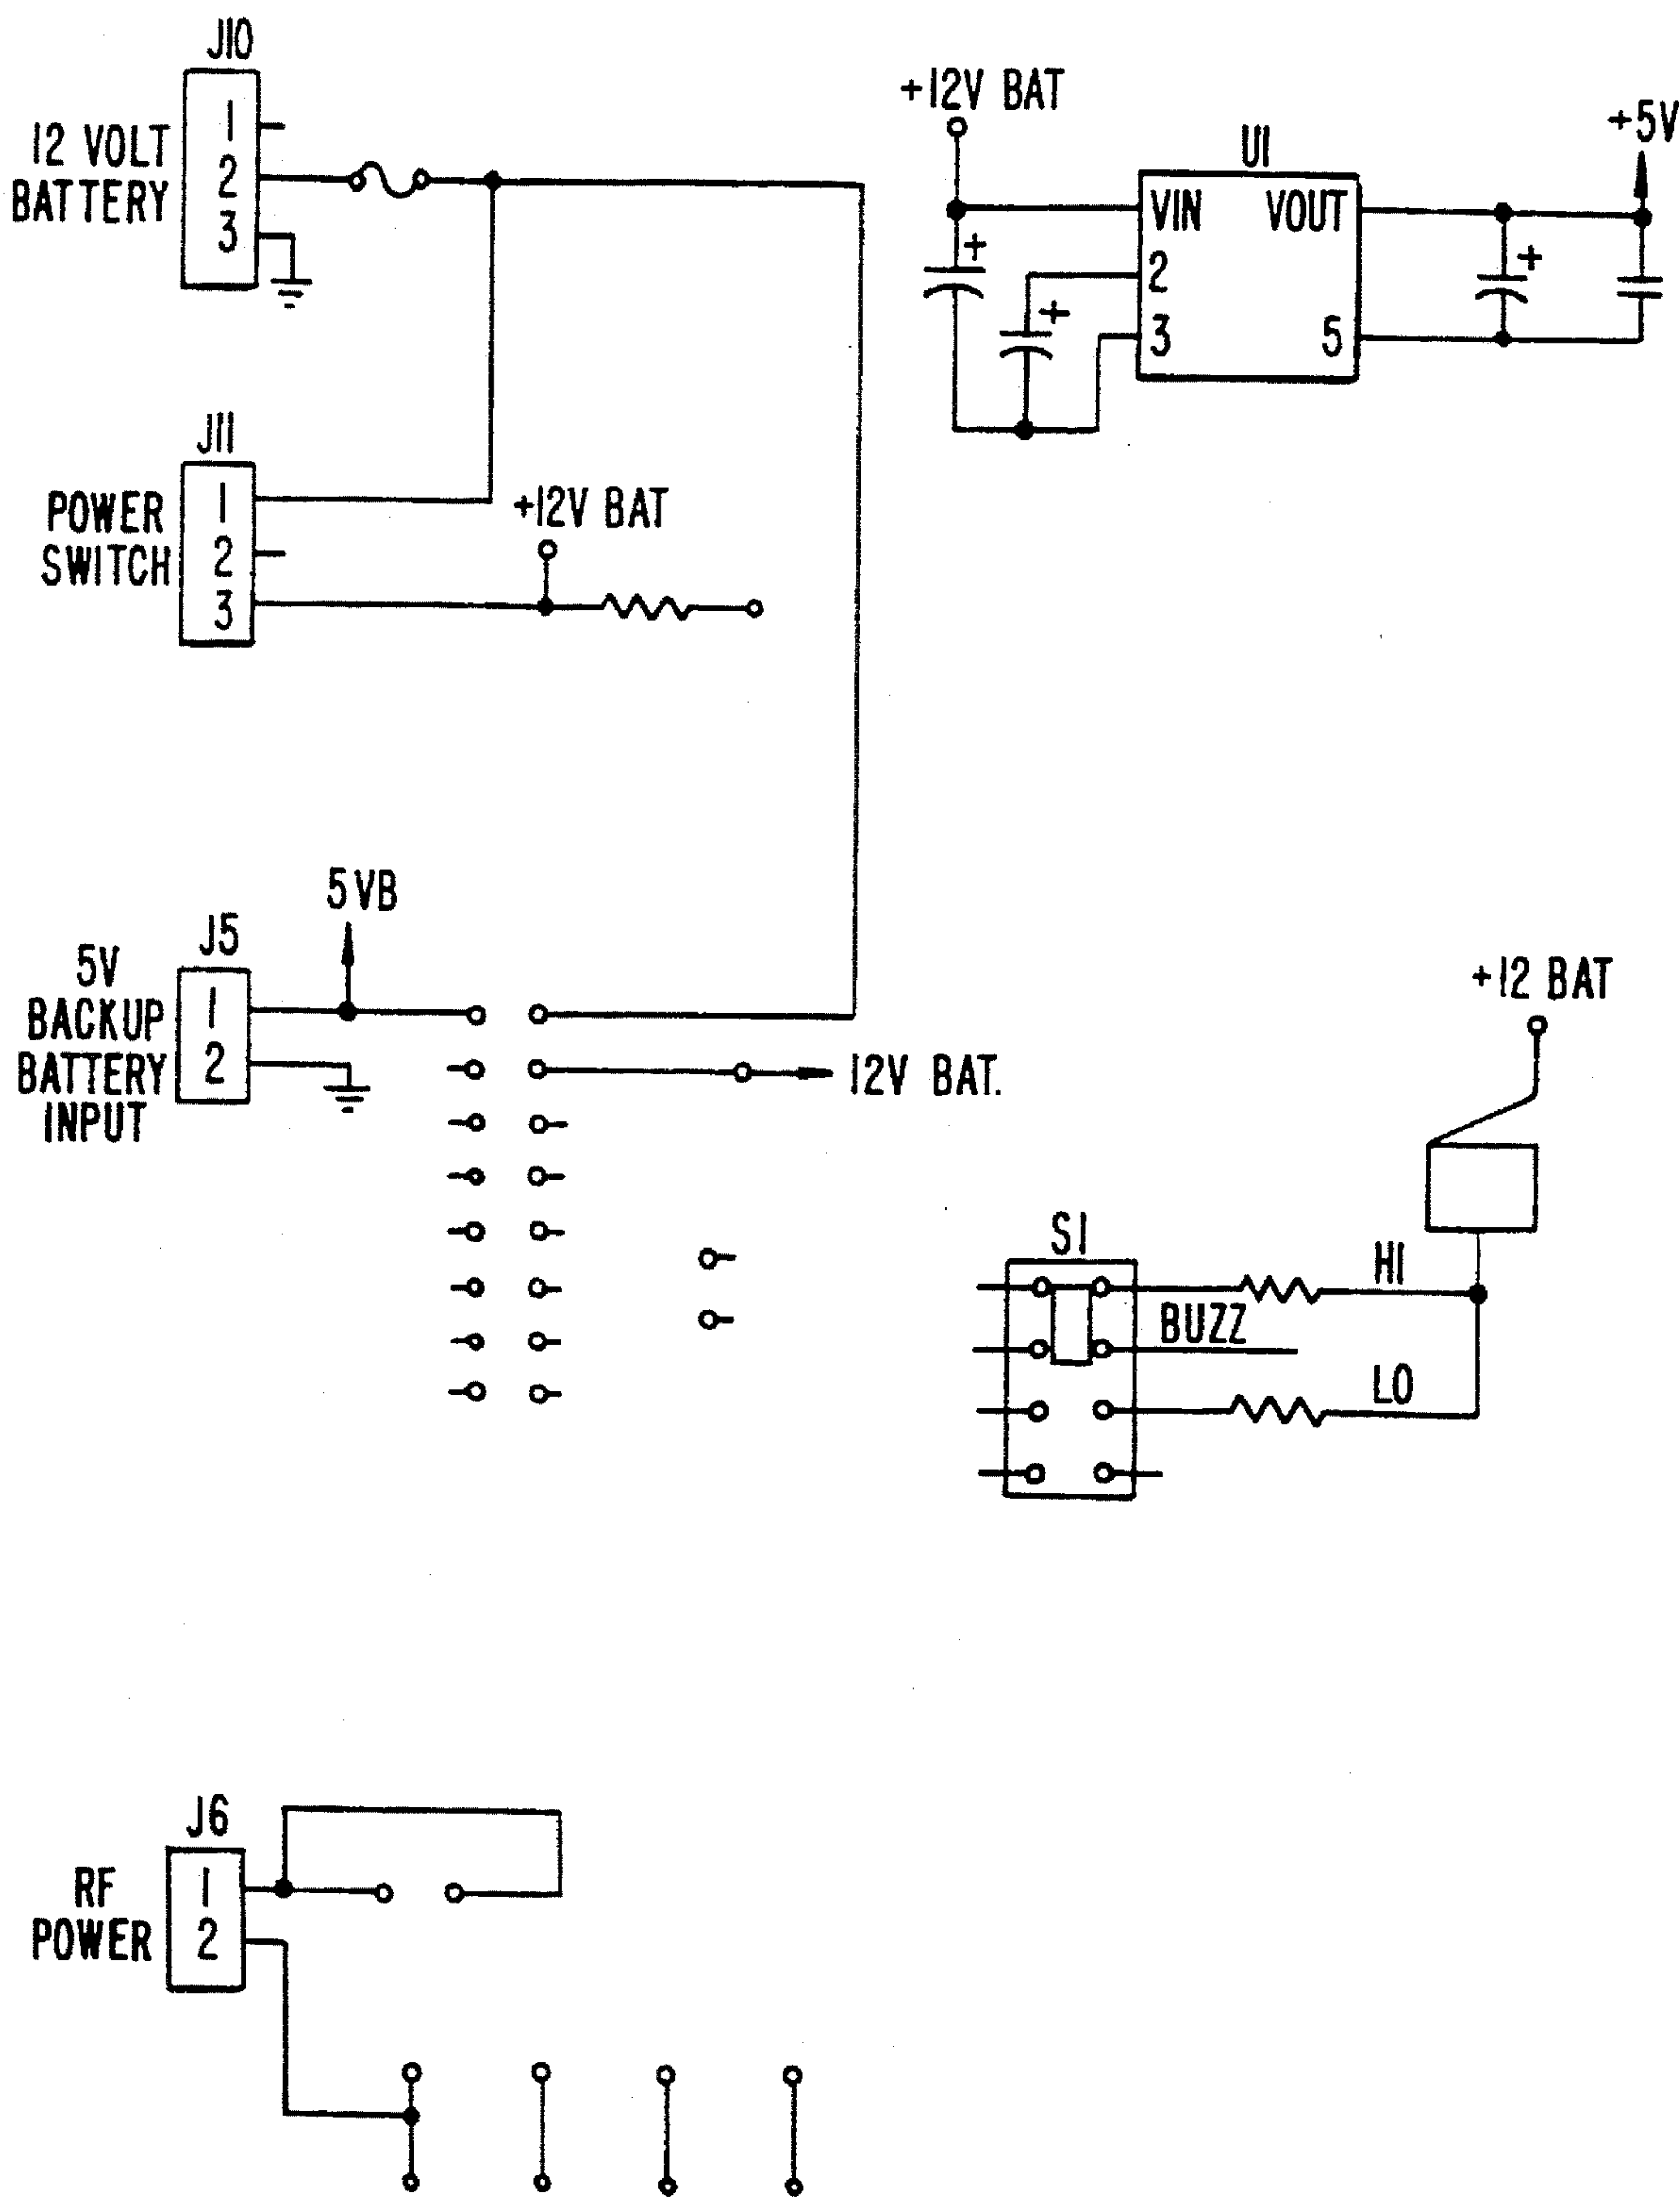 J10
12 VOLT
BATTERY
1
2
3
+12V BAT
U1
+5V
VIN VOUT
2
3
5
+
+
+
J11
POWER
SWITCH
1
2
3
+12V BAT
5VB
J5
5V
BACKUP
BATTERY
INPUT
1
2
12V BAT.
+12 BAT
S1
HI
BUZZ
LO
J6
RF
POWER
1
2